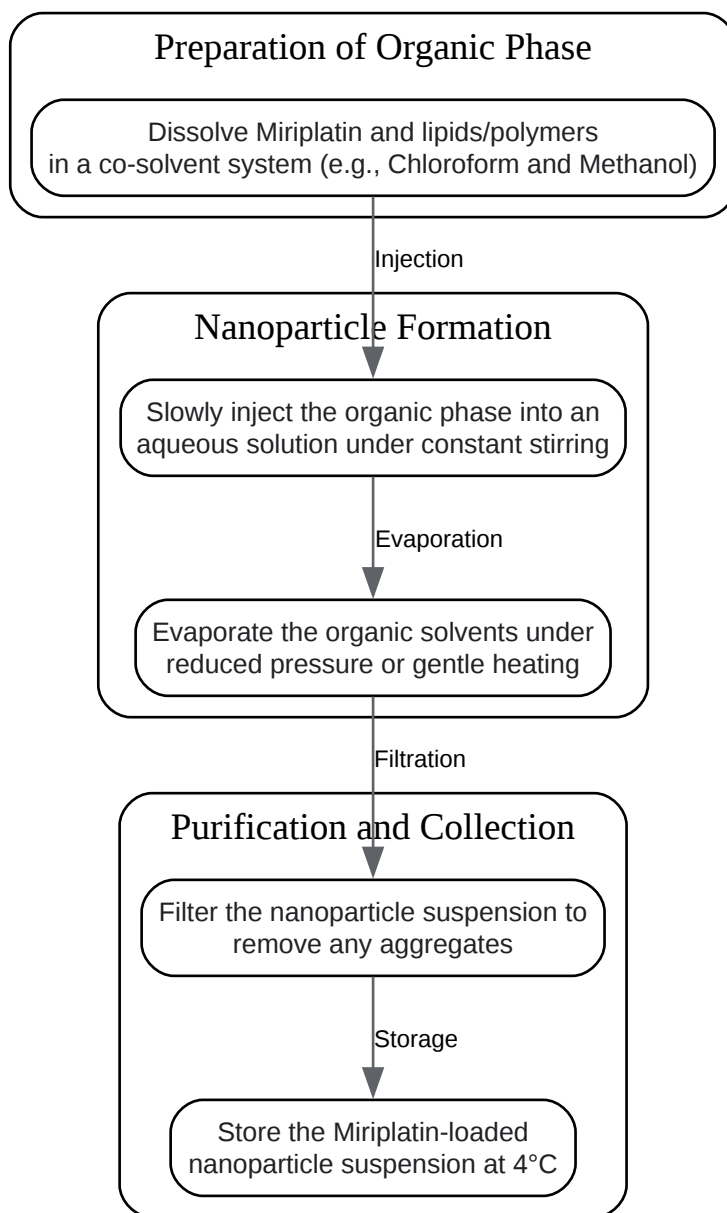 Preparation of Organic Phase
Dissolve Miriplatin and lipids/polymers
in a co-solvent system (e.g., Chloroform and Methanol)
Injection
Nanoparticle Formation
Slowly inject the organic phase into an
aqueous solution under constant stirring
Evaporation
Evaporate the organic solvents under
reduced pressure or gentle heating
Filtration
Purification and Collection
Filter the nanoparticle suspension to
remove any aggregates
Storage
Store the Miriplatin-loaded
nanoparticle suspension at 4°C